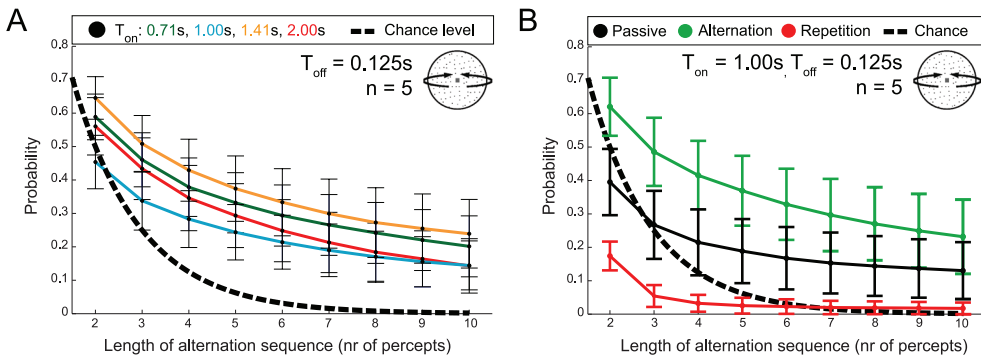 A
T_on: 0.71s, 1.00s, 1.41s, 2.00s Chance level
T_off = 0.125s
n = 5
0.8
0.7
0.6
0.5
0.4
0.3
0.2
0.1
0
Probability
2 3 4 5 6 7 8 9 10
Length of alternation sequence (nr of percepts)
B
Passive Alternation Repetition Chance
T_on = 1.00s, T_off = 0.125s
n = 5
0.8
0.7
0.6
0.5
0.4
0.3
0.2
0.1
0
Probability
2 3 4 5 6 7 8 9 10
Length of alternation sequence (nr of percepts)